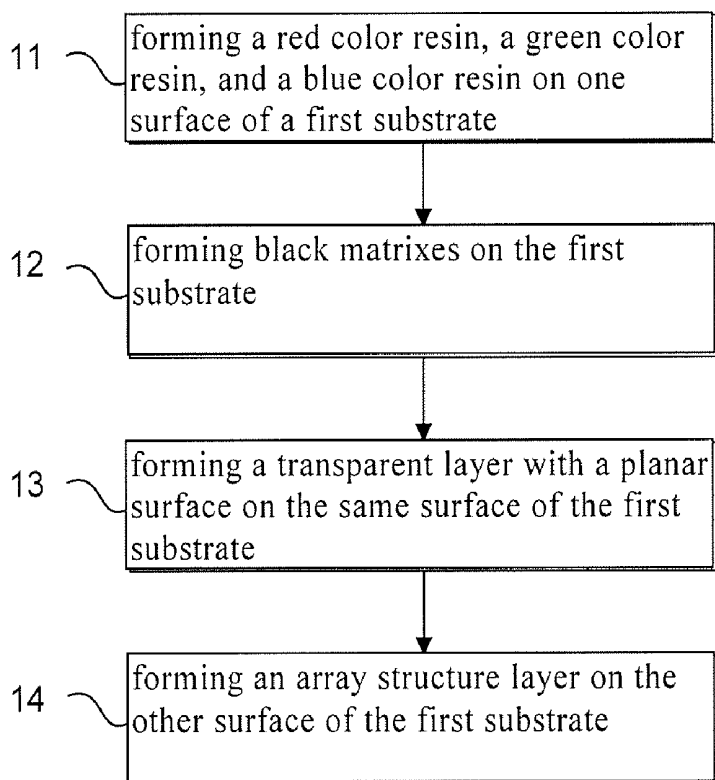 11
forming a red color resin, a green color
resin, and a blue color resin on one
surface of a first substrate
12
forming black matrixes on the first
substrate
13
forming a transparent layer with a planar
surface on the same surface of the first
substrate
14
forming an array structure layer on the
other surface of the first substrate